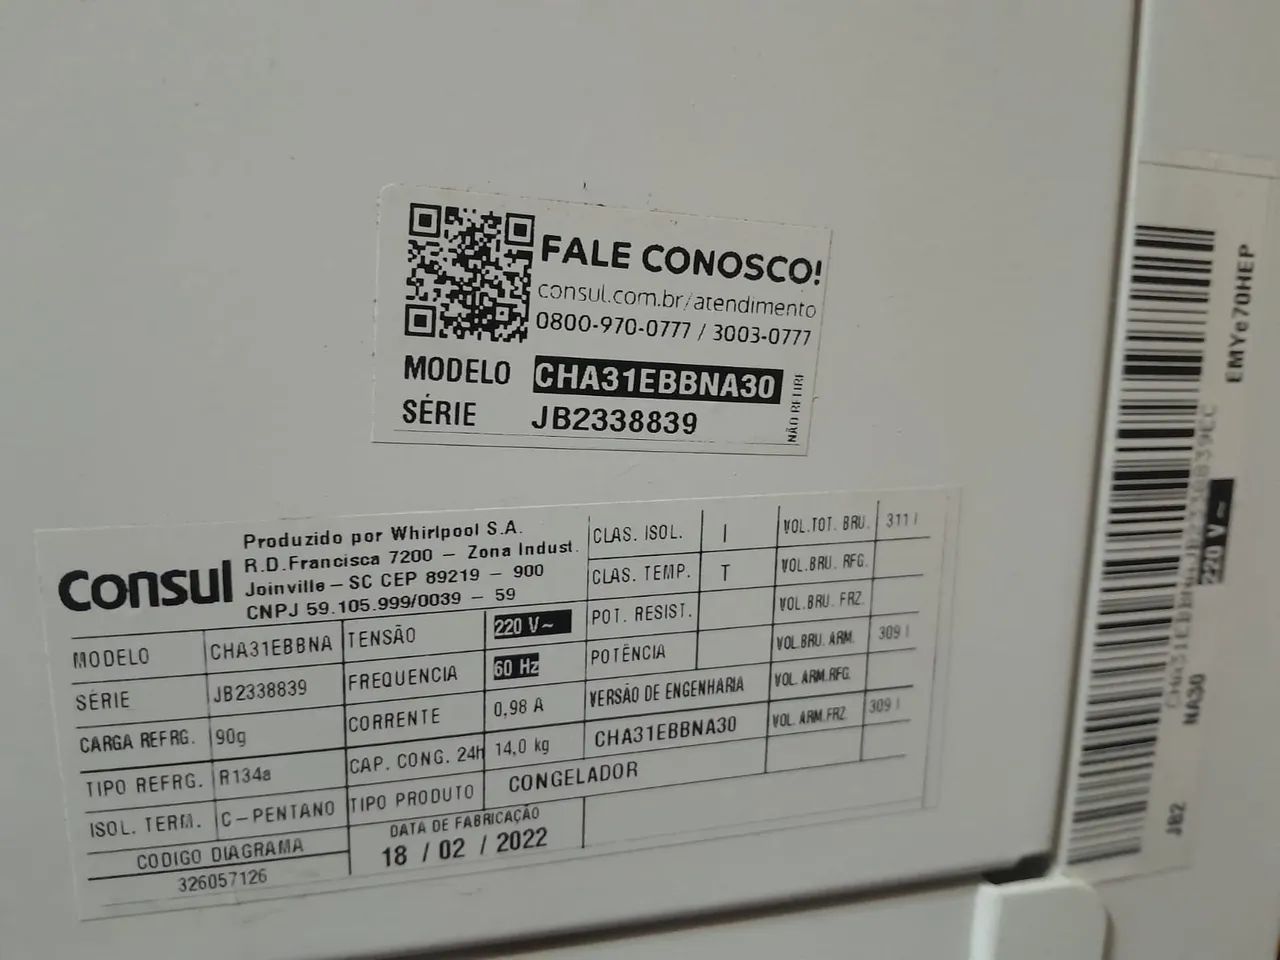 FALE CONOSCO!
consul.com.br/atendimento
0800-970-0777 / 3003-0777
MODELO CHA31EBBNA30
SÉRIE JB2338839
NÃO RETIRE
Consul
Produzido por Whirlpool S.A.
R.D.Francisca 7200 – Zona Indust.
Joinville – SC CEP 89219 – 900
CNPJ 59.105.999/0039 – 59
MODELO CHA31EBBNA
SÉRIE JB2338839
CARGA REFRG. 90g
TIPO REFRG. R134a
ISOL. TERM. C-PENTANO
CODIGO DIAGRAMA
326057126
TENSÃO 220 V~
FREQUENCIA 60 Hz
CORRENTE 0,98 A
CAP. CONG. 24H 14,0 kg
TIPO PRODUTO CONGELADOR
DATA DE FABRICAÇÃO
18 / 02 / 2022
CLAS. ISOL. I
CLAS. TEMP. T
POT. RESIST.
POTÊNCIA
VERSÃO DE ENGENHARIA
CHA31EBBNA30
VOL.TOT. BRU. 311 l
VOL.BRU. RFG.
VOL.BRU. FRZ.
VOL.BRU. ARM. 309 l
VOL. ARM.RFG.
VOL. ARM.FRZ. 309 l
EMYe70HEP
220 V~
NA30
JB2